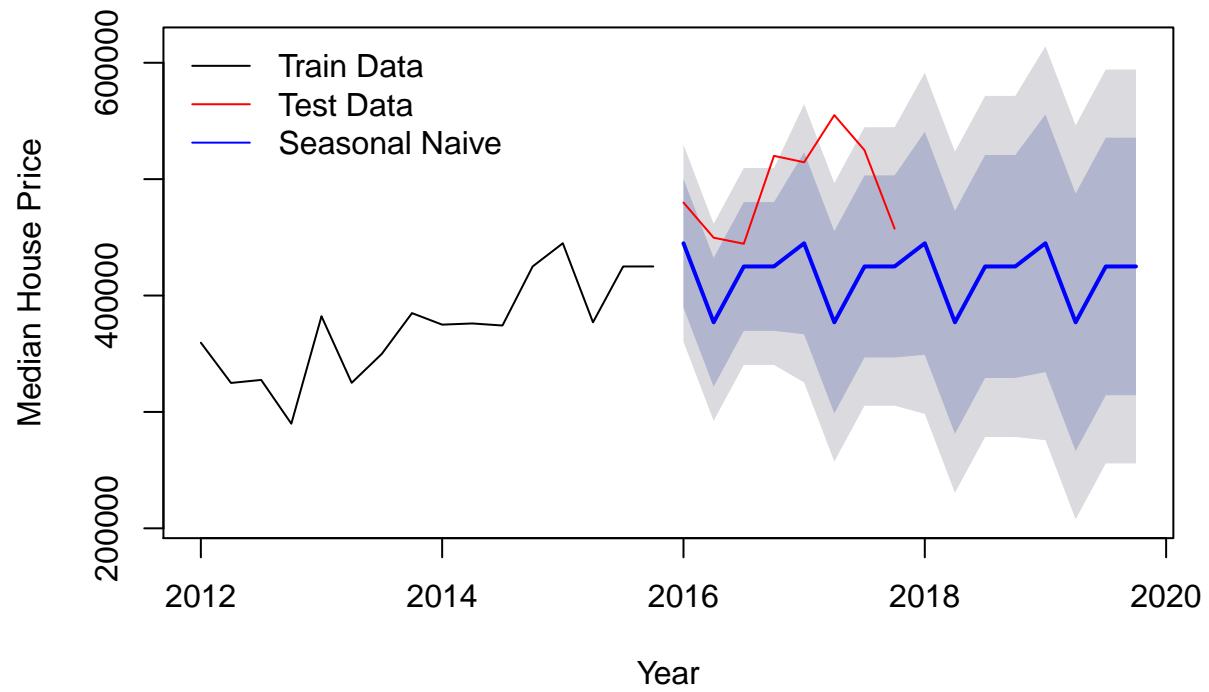 Train Data
Test Data
Seasonal Naive
Median House Price
600000
400000
200000
2012 2014 2016 2018 2020
Year